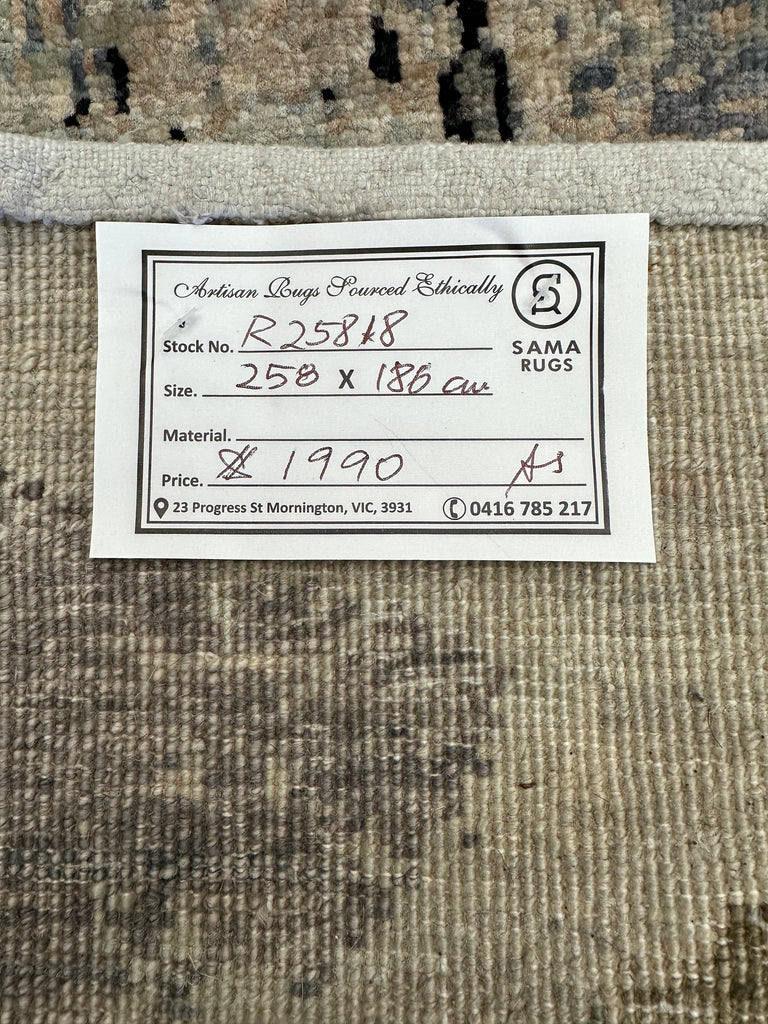 Artisan Rugs Sourced Ethically
Stock No. R25818
SAMA
RUGS
Size. 258 x 186 cm
Material.
Price. $ 1990
23 Progress St Mornington, VIC, 3931
0416 785 217